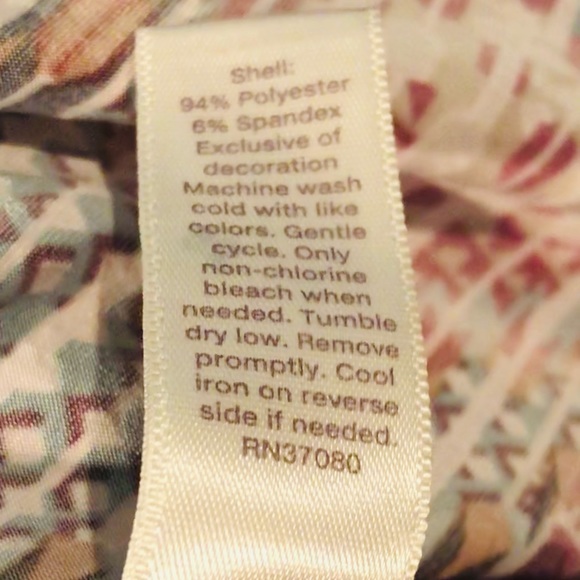 Shell:
94% Polyester
6% Spandex
Exclusive of
decoration
Machine wash
cold with like
colors. Gentle
cycle. Only
non-chlorine
bleach when
needed. Tumble
dry low. Remove
promptly. Cool
iron on reverse
side if needed.
RN37080